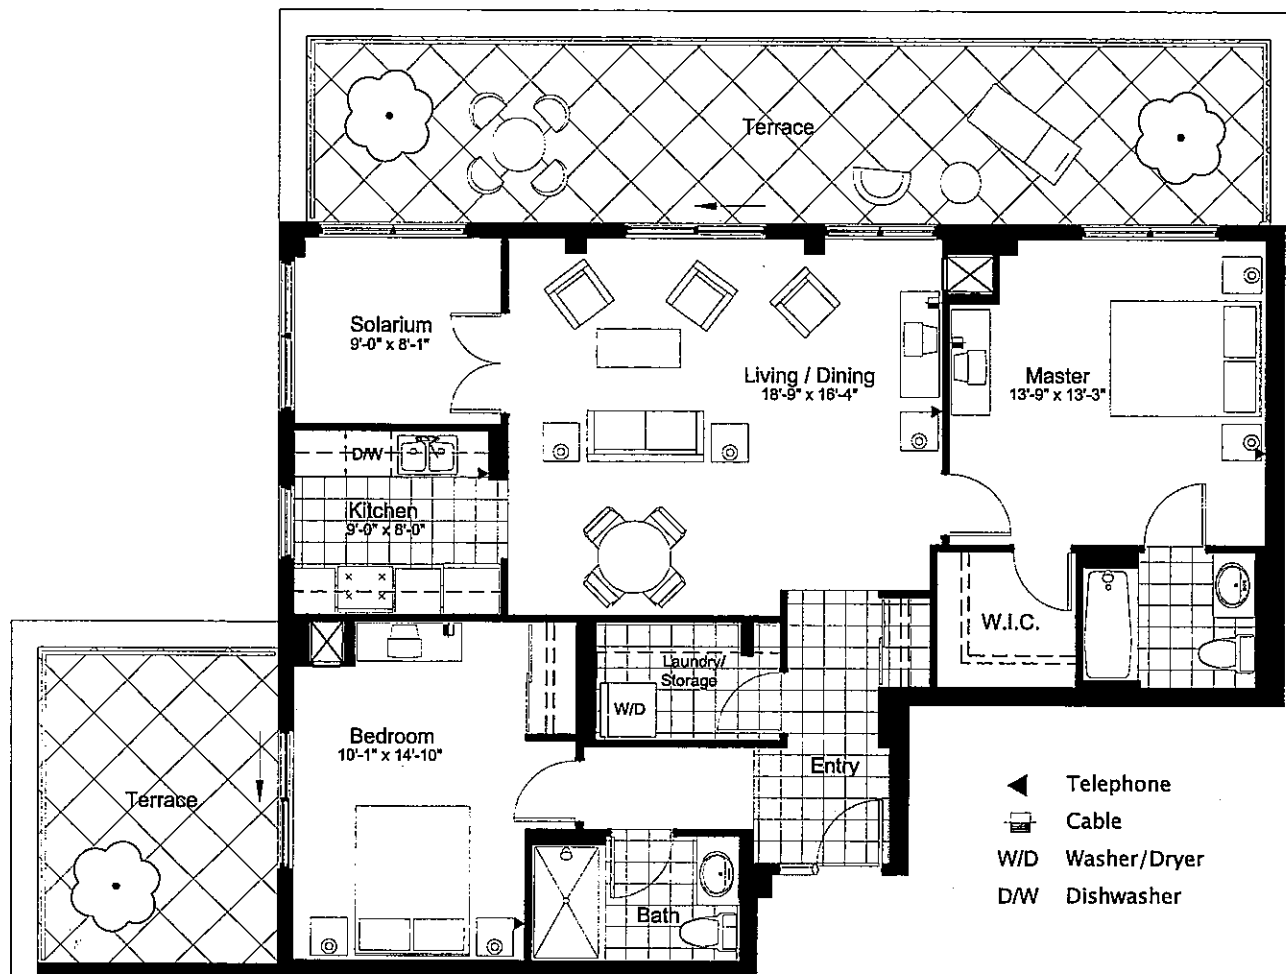 Terrace
Solarium
9'-0" x 8'-1"
Living / Dining
18'-9" x 16'-4"
Master
13'-9" x 13'-3"
D/W
Kitchen
9'-0" x 8'-0"
W.I.C.
Laundry/
Storage
W/D
Bedroom
10'-1" x 14'-10"
Entry
Terrace
Bath
Telephone
Cable
W/D Washer/Dryer
D/W Dishwasher